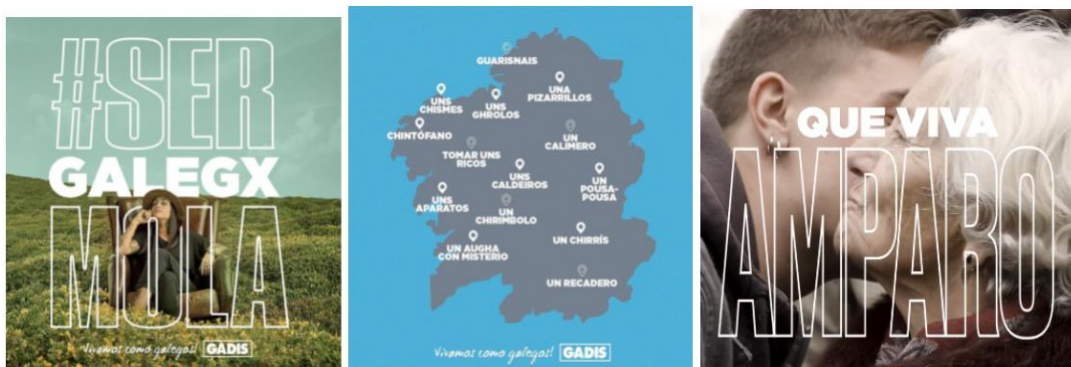 #SER
GALEGX
MOLA
Vivamos como galegos! GADIS
GUARISNAIS
UNA
PIZARRILLOS
UNS
CHISMES
UNS
GHROLOS
CHINTÓFANO
UN
CALIMERO
TOMAR UNS
RICOS
UNS
CALDEIROS
UN
POUSA-
POUSA
UNS
APARATOS
UN
CHIRIMBOLO
UN CHIRRÍS
UN AUGHA
CON MISTERIO
UN RECADERO
Vivamos como galegos! GADIS
QUE VIVA
AMPARO